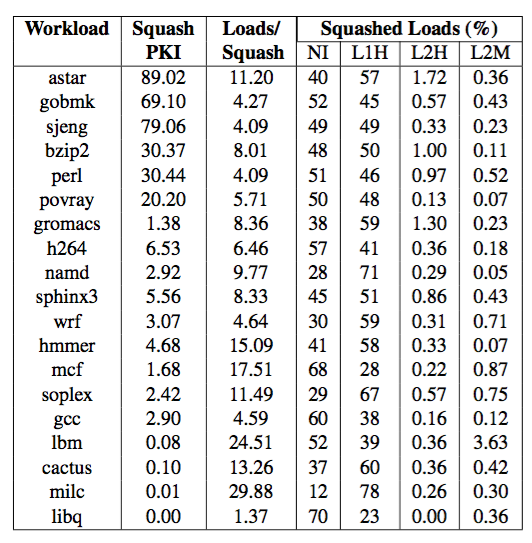 Workload Squash Loads/ Squashed Loads (%)
PKI Squash NI L1H L2H L2M
astar 89.02 11.20 40 57 1.72 0.36
gobmk 69.10 4.27 52 45 0.57 0.43
sjeng 79.06 4.09 49 49 0.33 0.23
bzip2 30.37 8.01 48 50 1.00 0.11
perl 30.44 4.09 51 46 0.97 0.52
povray 20.20 5.71 50 48 0.13 0.07
gromacs 1.38 8.36 38 59 1.30 0.23
h264 6.53 6.46 57 41 0.36 0.18
namd 2.92 9.77 28 71 0.29 0.05
sphinx3 5.56 8.33 45 51 0.86 0.43
wrf 3.07 4.64 30 59 0.31 0.71
hmmer 4.68 15.09 41 58 0.33 0.07
mcf 1.68 17.51 68 28 0.22 0.87
soplex 2.42 11.49 29 67 0.57 0.75
gcc 2.90 4.59 60 38 0.16 0.12
lbm 0.08 24.51 52 39 0.36 3.63
cactus 0.10 13.26 37 60 0.36 0.42
milc 0.01 29.88 12 78 0.26 0.30
libq 0.00 1.37 70 23 0.00 0.36